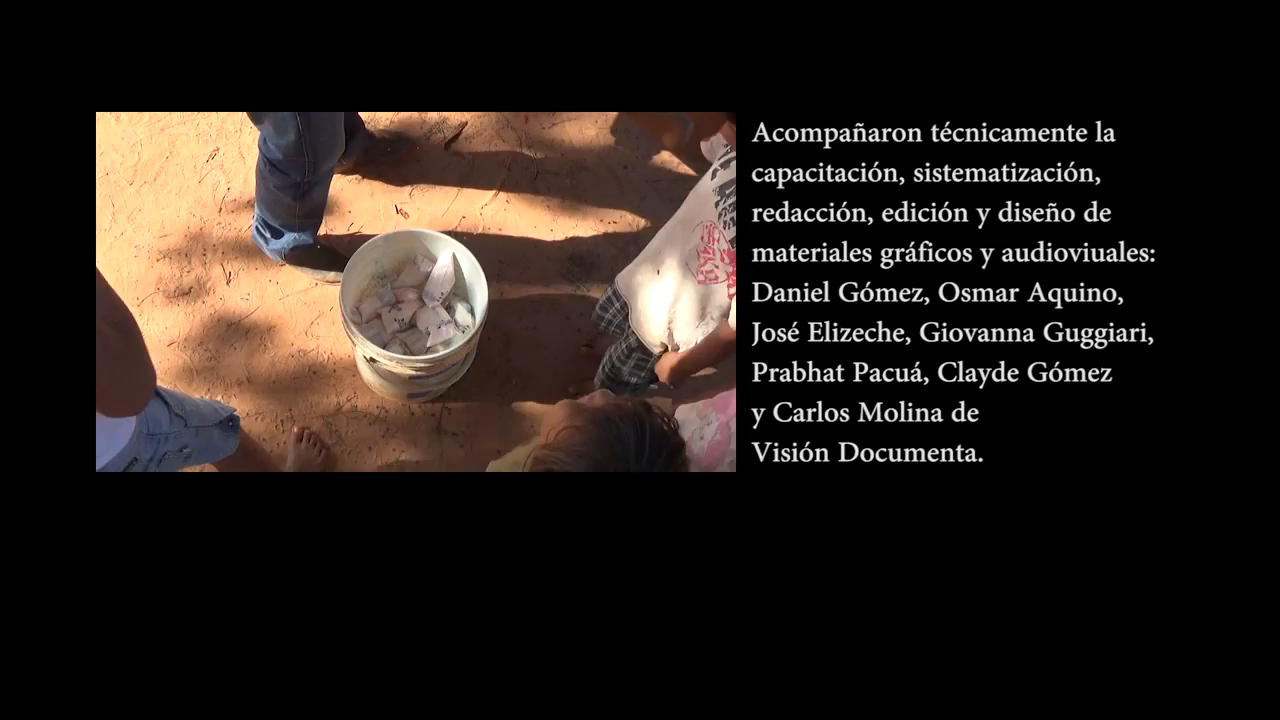 Acompañaron técnicamente la
capacitación, sistematización,
redacción, edición y diseño de
materiales gráficos y audioviuales:
Daniel Gómez, Osmar Aquino,
José Elizeche, Giovanna Guggiari,
Prabhat Pacuá, Clayde Gómez
y Carlos Molina de
Visión Documenta.